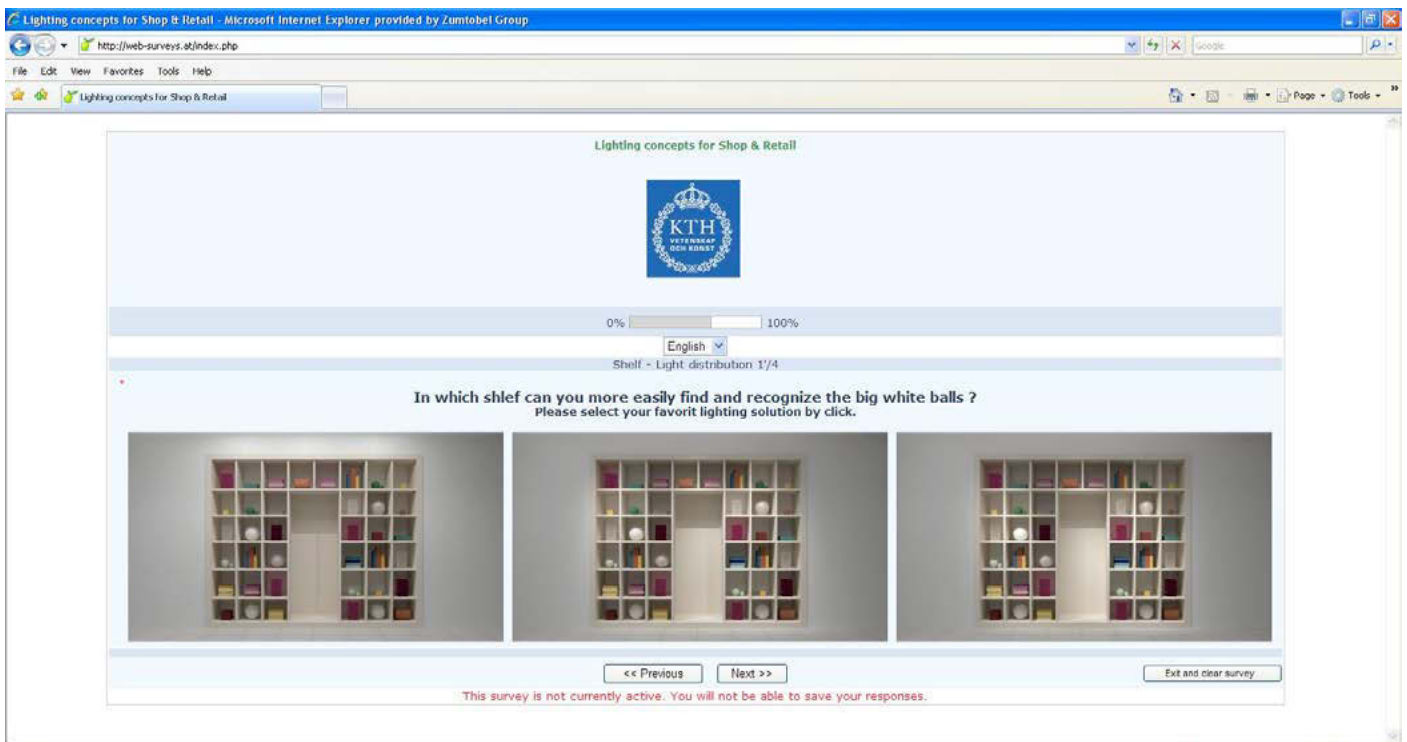 Lighting concepts for Shop & Retail - Microsoft Internet Explorer provided by Zumtobel Group
http://web-surveys.at/index.php
Google
File Edit View Favorites Tools Help
Lighting concepts for Shop & Retail
Page Tools
Lighting concepts for Shop & Retail
KTH
VETENSKAP
OCH KONST
0% 100%
English
Shelf - Light distribution 1'/4
*
In which shlef can you more easily find and recognize the big white balls ?
Please select your favorit lighting solution by click.
<< Previous Next >> Exit and clear survey
This survey is not currently active. You will not be able to save your responses.